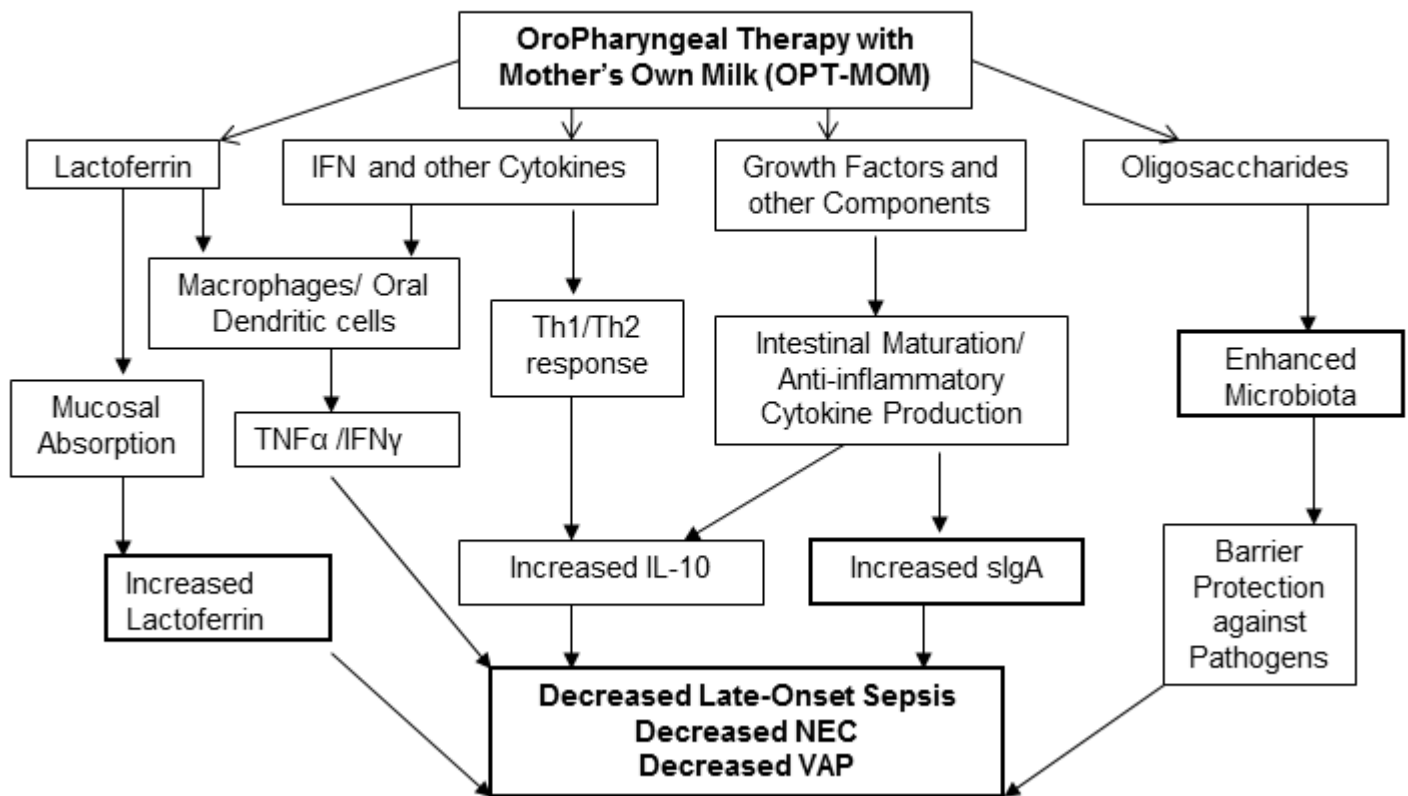 OroPharyngeal Therapy with
Mother's Own Milk (OPT-MOM)
Lactoferrin
IFN and other Cytokines
Growth Factors and
other Components
Oligosaccharides
Macrophages/ Oral
Dendritic cells
Th1/Th2
response
Intestinal Maturation/
Anti-inflammatory
Cytokine Production
Enhanced
Microbiota
Mucosal
Absorption
TNFα /IFNγ
Increased
Lactoferrin
Increased IL-10
Increased sIgA
Barrier
Protection
against
Pathogens
Decreased Late-Onset Sepsis
Decreased NEC
Decreased VAP